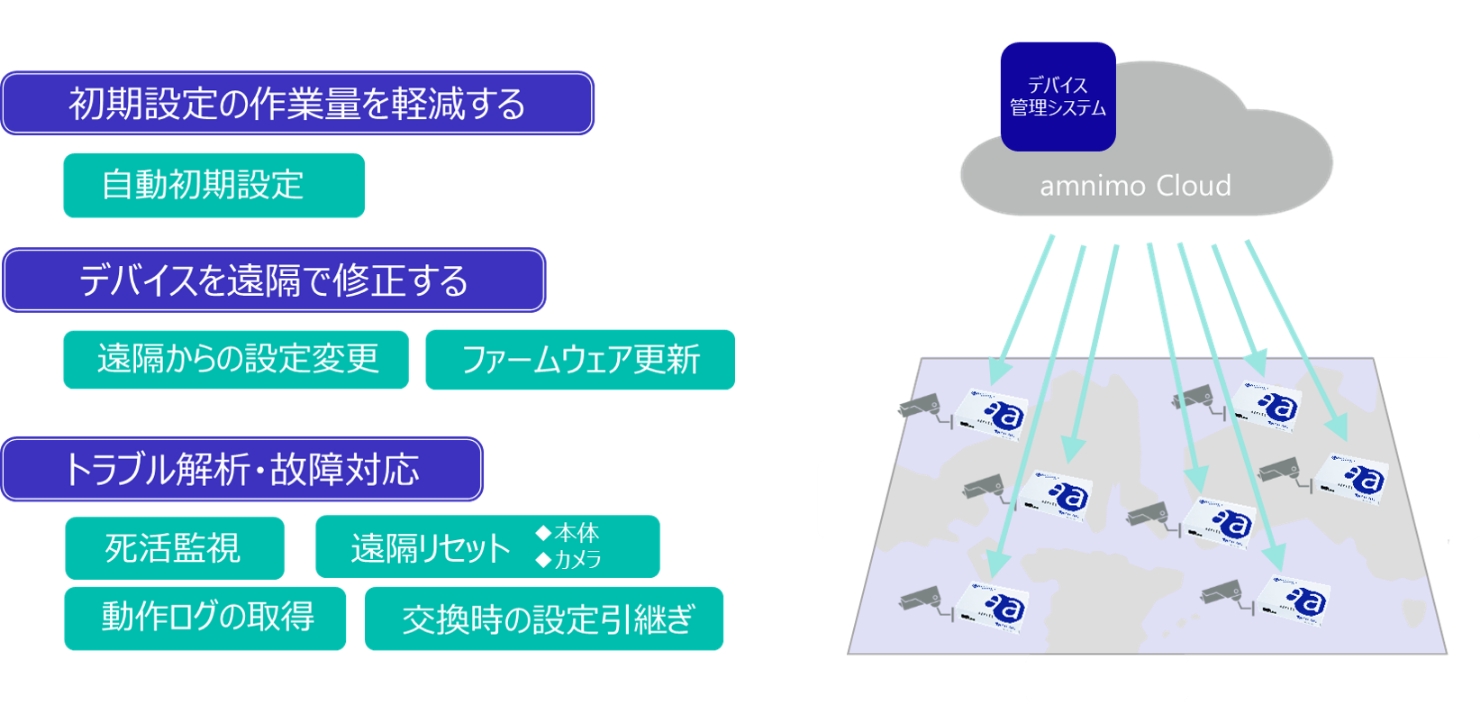 初期設定の作業量を軽減する
自動初期設定
デバイスを遠隔で修正する
遠隔からの設定変更
ファームウェア更新
トラブル解析・故障対応
死活監視
遠隔リセット
◆本体
◆カメラ
動作ログの取得
交換時の設定引継ぎ
デバイス
管理システム
amnimo Cloud